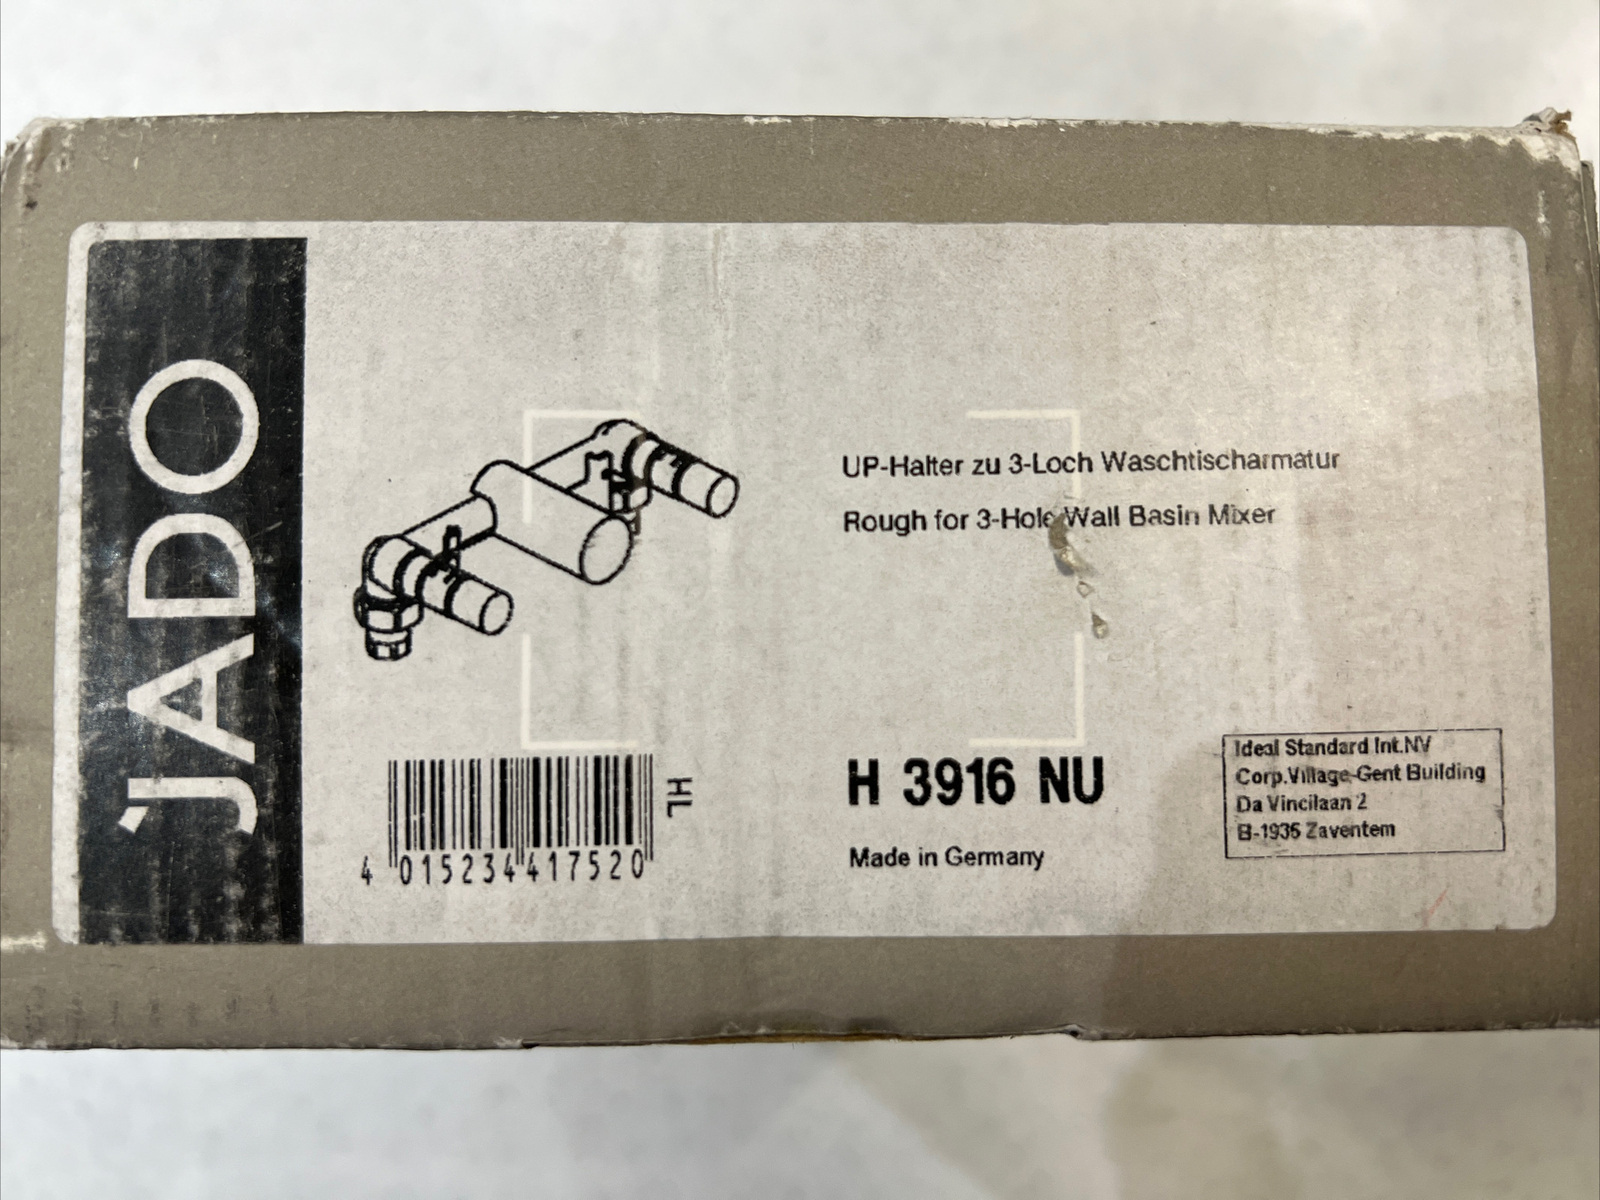 JADO
UP-Halter zu 3-Loch Waschtischarmatur
Rough for 3-Hole Wall Basin Mixer
HL
4 015234 417520
H 3916 NU
Made in Germany
Ideal Standard Int.NV
Corp.Village-Gent Building
Da Vincilaan 2
B-1935 Zaventem